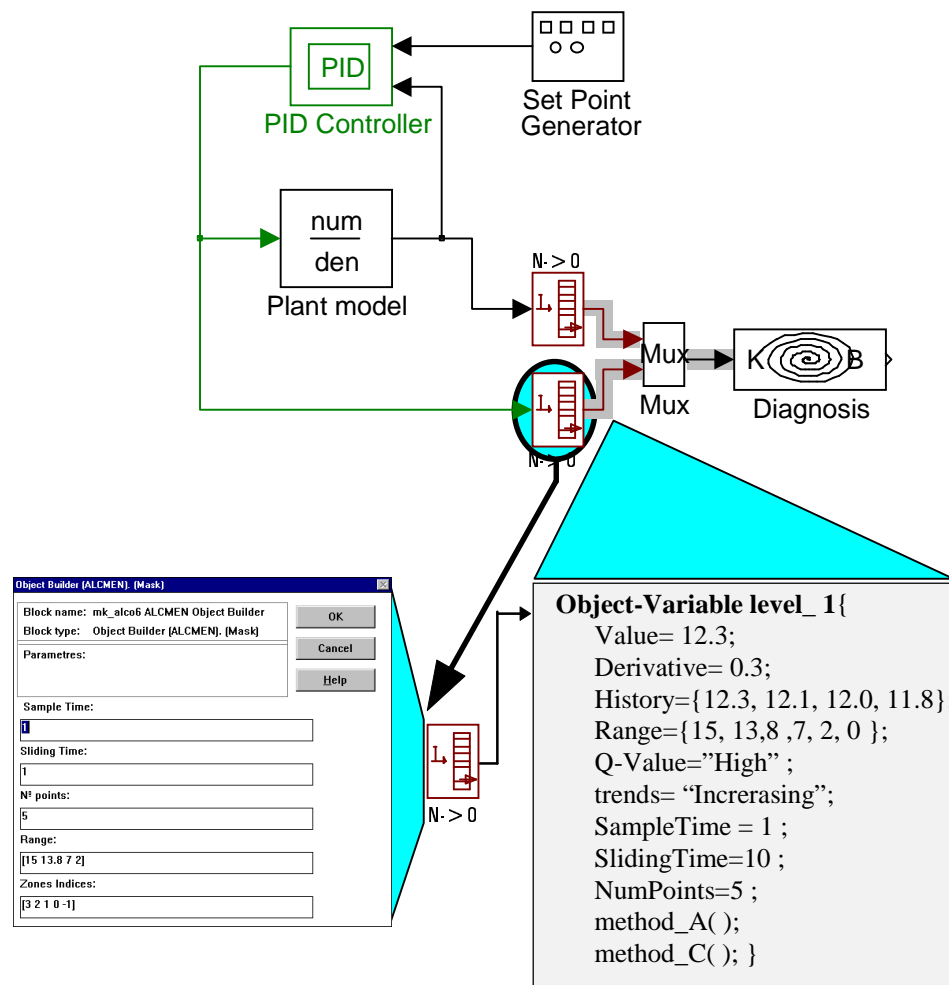 PID
PID Controller
Set Point
Generator
num
den
Plant model
N->0
Mux
Mux
K B
Diagnosis
N->0
Object Builder (ALCMEN). (Mask)
Block name: mk_alco6 ALCMEN Object Builder
Block type: Object Builder (ALCMEN). (Mask)
Parametres:
OK
Cancel
Help
Sample Time:
1
Sliding Time:
1
Nº points:
5
Range:
[15 13.8 7 2]
Zones Indices:
[3 2 1 0 -1]
N->0
Object-Variable level_ 1{
Value= 12.3;
Derivative= 0.3;
History={12.3, 12.1, 12.0, 11.8}
Range={15, 13,8 ,7, 2, 0 };
Q-Value=”High” ;
trends= “Increrasing”;
SampleTime = 1 ;
SlidingTime=10 ;
NumPoints=5 ;
method_A( );
method_C( ); }